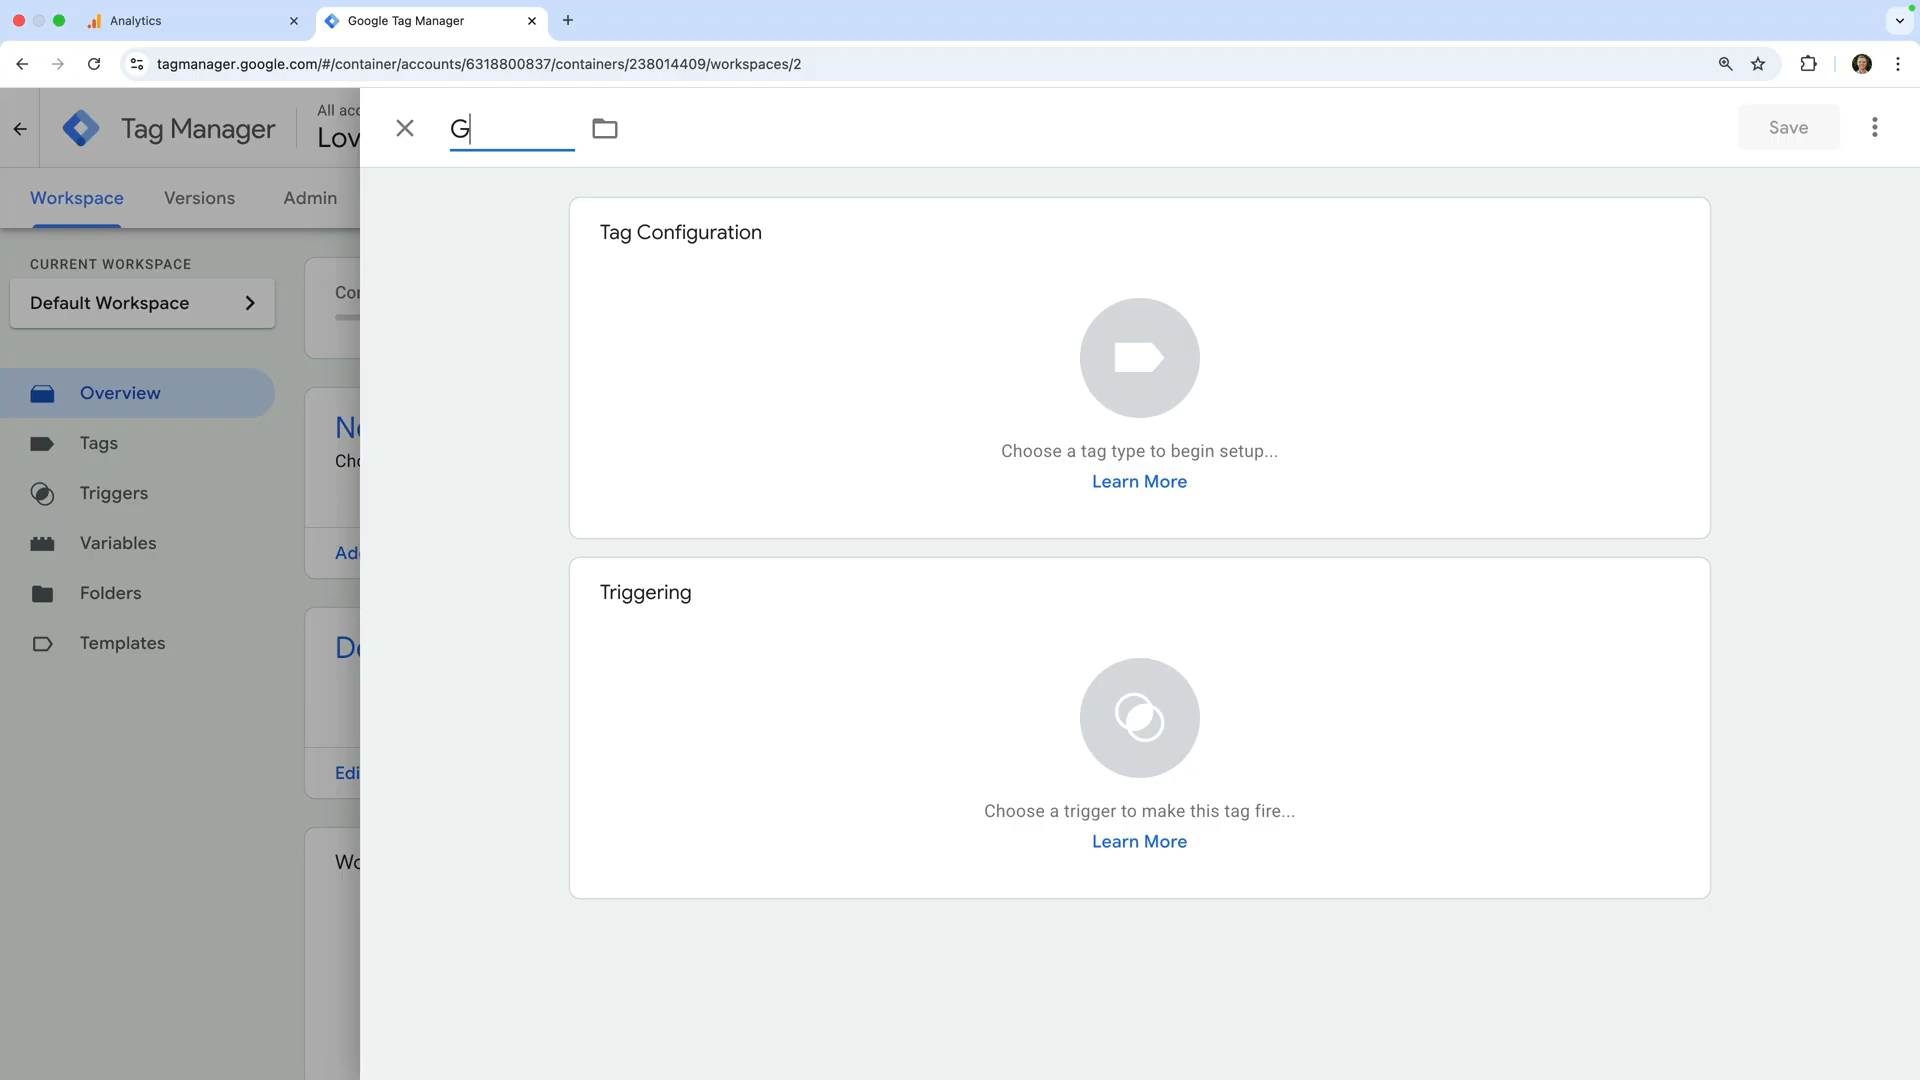 Analytics
Google Tag Manager
tagmanager.google.com/#/container/accounts/6318800837/containers/238014409/workspaces/2
Tag Manager
All acc
Lov
G
Save
Workspace
Versions
Admin
CURRENT WORKSPACE
Default Workspace
Overview
Tags
Triggers
Variables
Folders
Templates
Con
Ne
Cho
Add
De
Edi
Wo
Tag Configuration
Choose a tag type to begin setup...
Learn More
Triggering
Choose a trigger to make this tag fire...
Learn More